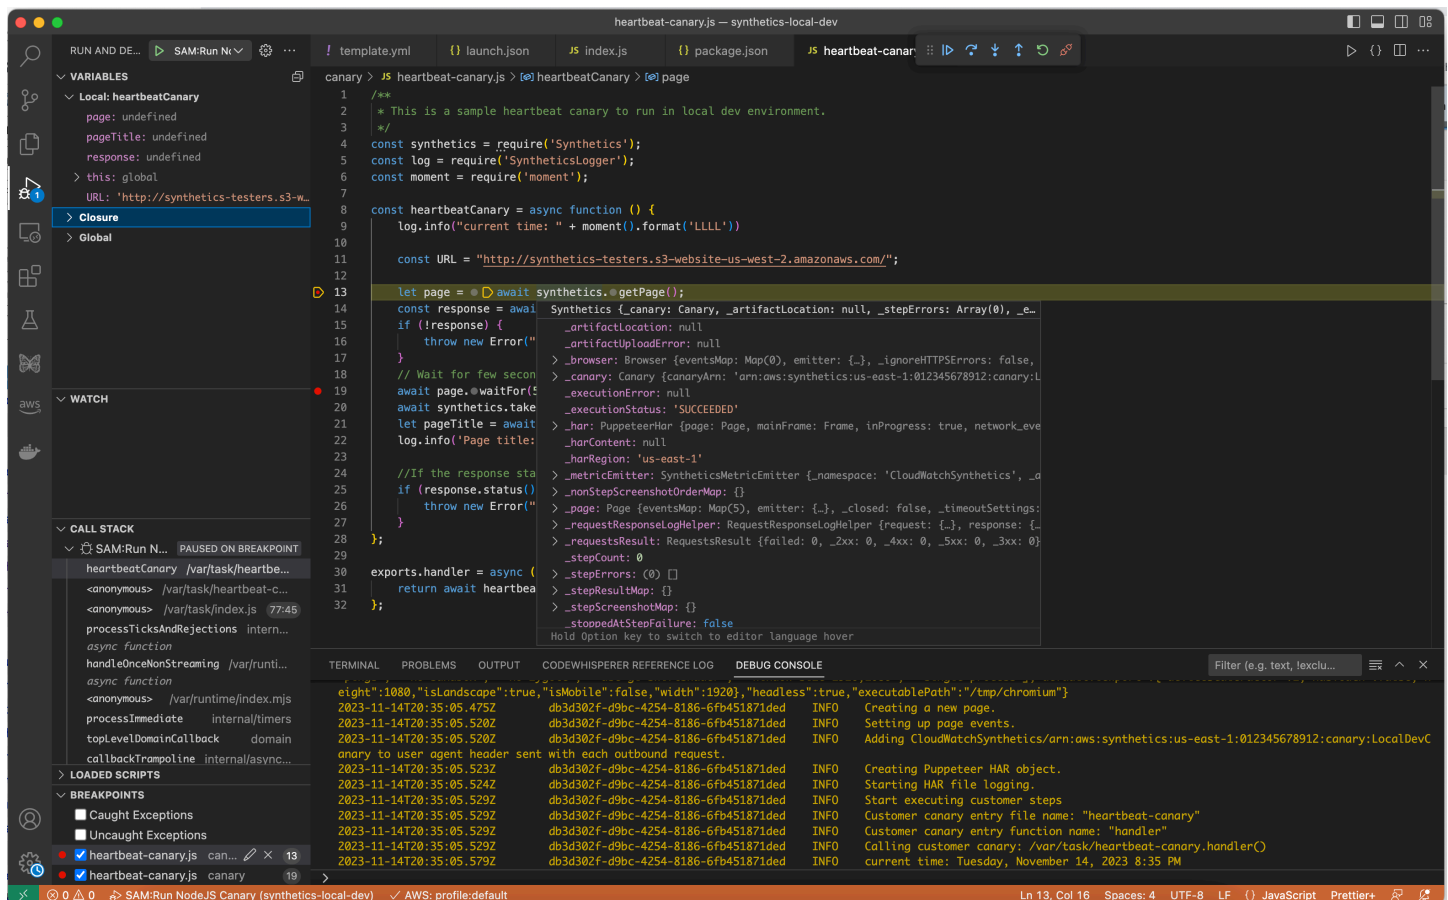 heartbeat-canary.js — synthetics-local-dev
RUN AND DE... SAM:Run No
! template.yml {} launch.json JS index.js {} package.json JS heartbeat-canary
canary > JS heartbeat-canary.js > heartbeatCanary > page
VARIABLES
Local: heartbeatCanary
page: undefined
pageTitle: undefined
response: undefined
this: global
URL: 'http://synthetics-testers.s3-w…
Closure
Global
WATCH
CALL STACK
SAM:Run N... PAUSED ON BREAKPOINT
heartbeatCanary /var/task/heartbe...
<anonymous> /var/task/heartbeat-c...
<anonymous> /var/task/index.js 77:45
processTicksAndRejections intern...
async function
handleOnceNonStreaming /var/runti...
async function
<anonymous> /var/runtime/index.mjs
processImmediate internal/timers
topLevelDomainCallback domain
callbackTrampoline internal/async...
LOADED SCRIPTS
BREAKPOINTS
Caught Exceptions
Uncaught Exceptions
heartbeat-canary.js can... 13
heartbeat-canary.js canary 19
1
aws
1 /**
2 * This is a sample heartbeat canary to run in local dev environment.
3 */
4 const synthetics = require('Synthetics');
5 const log = require('SyntheticsLogger');
6 const moment = require('moment');
7
8 const heartbeatCanary = async function () {
9 log.info("current time: " + moment().format('LLLL'))
10
11 const URL = "http://synthetics-testers.s3-website-us-west-2.amazonaws.com/";
12
13 let page = await synthetics.getPage();
14 const response = awai
15 if (!response) {
16 throw new Error("
17 }
18 // Wait for few secon
19 await page.waitFor(5
20 await synthetics.take
21 let pageTitle = await
22 log.info('Page title:
23
24 //If the response sta
25 if (response.status()
26 throw new Error("
27 }
28 };
29
30 exports.handler = async (
31 return await heartbea
32 };
Synthetics {_canary: Canary, _artifactLocation: null, _stepErrors: Array(0), _e…
_artifactLocation: null
_artifactUploadError: null
_browser: Browser {eventsMap: Map(0), emitter: {…}, _ignoreHTTPSErrors: false,
_canary: Canary {canaryArn: 'arn:aws:synthetics:us-east-1:012345678912:canary:L
_executionError: null
_executionStatus: 'SUCCEEDED'
_har: PuppeteerHar {page: Page, mainFrame: Frame, inProgress: true, network_eve
_harContent: null
_harRegion: 'us-east-1'
_metricEmitter: SyntheticsMetricEmitter {_namespace: 'CloudWatchSynthetics', _a
_nonStepScreenshotOrderMap: {}
_page: Page {eventsMap: Map(5), emitter: {…}, _closed: false, _timeoutSettings:
_requestResponseLogHelper: RequestResponseLogHelper {request: {…}, response: {…
_requestsResult: RequestsResult {failed: 0, _2xx: 0, _4xx: 0, _5xx: 0, _3xx: 0}
_stepCount: 0
_stepErrors: (0) []
_stepResultMap: {}
_stepScreenshotMap: {}
_stoppedAtStepFailure: false
Hold Option key to switch to editor language hover
TERMINAL PROBLEMS OUTPUT CODEWHISPERER REFERENCE LOG DEBUG CONSOLE Filter (e.g. text, !exclu...
eight":1080,"isLandscape":true,"isMobile":false,"width":1920},"headless":true,"executablePath":"/tmp/chromium"}
2023-11-14T20:35:05.475Z db3d302f-d9bc-4254-8186-6fb451871ded INFO Creating a new page.
2023-11-14T20:35:05.520Z db3d302f-d9bc-4254-8186-6fb451871ded INFO Setting up page events.
2023-11-14T20:35:05.520Z db3d302f-d9bc-4254-8186-6fb451871ded INFO Adding CloudWatchSynthetics/arn:aws:synthetics:us-east-1:012345678912:canary:LocalDevC
anary to user agent header sent with each outbound request.
2023-11-14T20:35:05.523Z db3d302f-d9bc-4254-8186-6fb451871ded INFO Creating Puppeteer HAR object.
2023-11-14T20:35:05.524Z db3d302f-d9bc-4254-8186-6fb451871ded INFO Starting HAR file logging.
2023-11-14T20:35:05.529Z db3d302f-d9bc-4254-8186-6fb451871ded INFO Start executing customer steps
2023-11-14T20:35:05.529Z db3d302f-d9bc-4254-8186-6fb451871ded INFO Customer canary entry file name: "heartbeat-canary"
2023-11-14T20:35:05.529Z db3d302f-d9bc-4254-8186-6fb451871ded INFO Customer canary entry function name: "handler"
2023-11-14T20:35:05.529Z db3d302f-d9bc-4254-8186-6fb451871ded INFO Calling customer canary: /var/task/heartbeat-canary.handler()
2023-11-14T20:35:05.579Z db3d302f-d9bc-4254-8186-6fb451871ded INFO current time: Tuesday, November 14, 2023 8:35 PM
>
0 0 SAM:Run NodeJS Canary (synthetics-local-dev) AWS: profile:default Ln 13, Col 16 Spaces: 4 UTF-8 LF {} JavaScript Prettier+